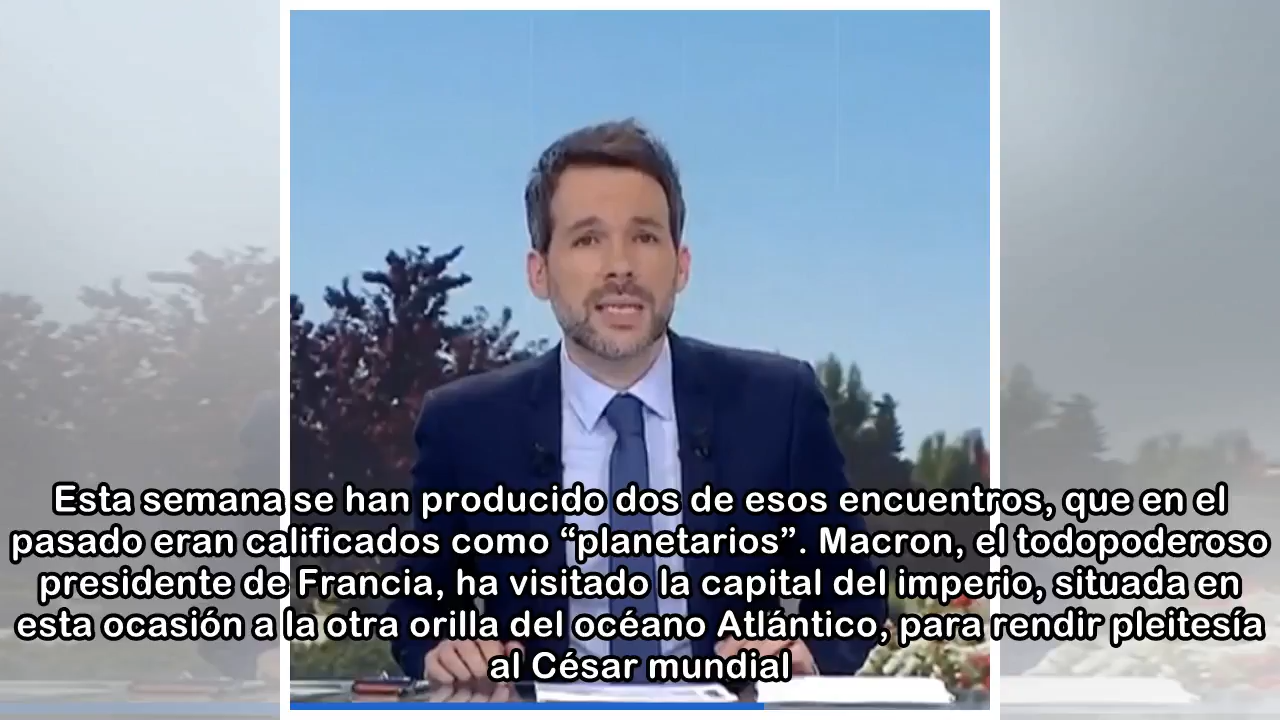 Esta semana se han producido dos de esos encuentros, que en el
pasado eran calificados como “planetarios”. Macron, el todopoderoso
presidente de Francia, ha visitado la capital del imperio, situada en
esta ocasión a la otra orilla del océano Atlántico, para rendir pleitesía
al César mundial